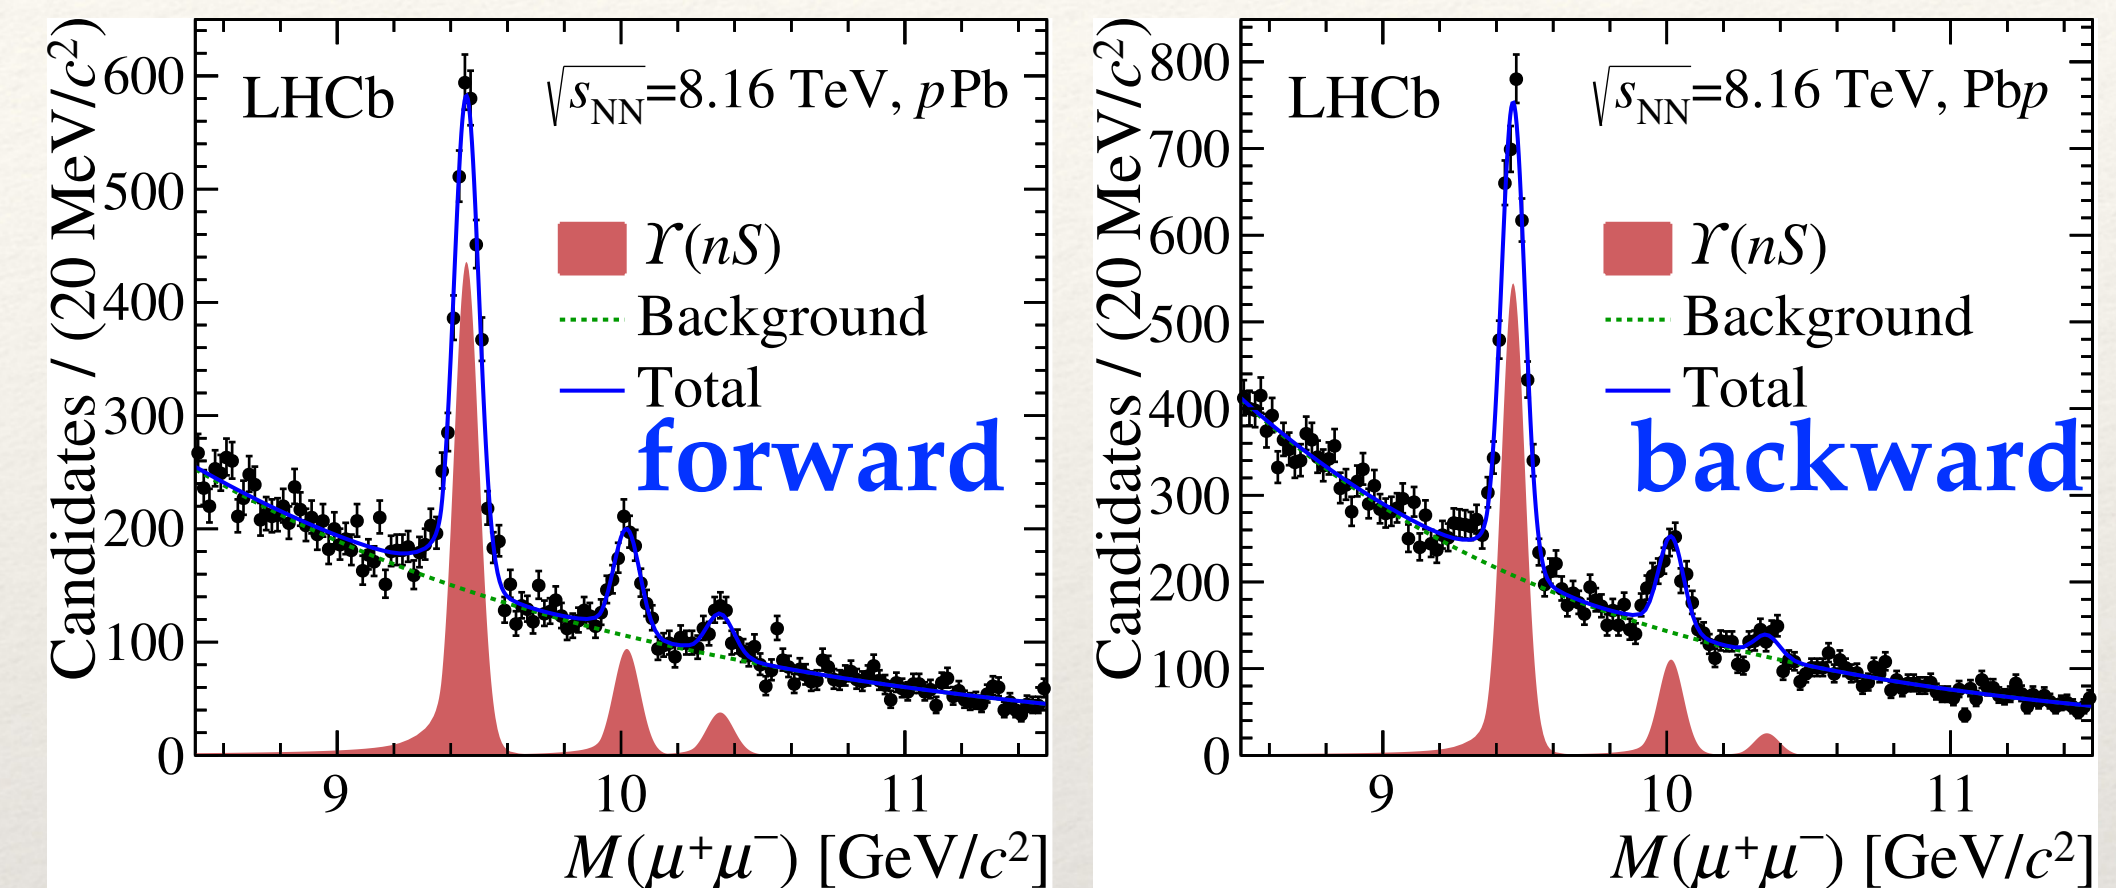 Candidates / (20 MeV/c²)
600
500
400
300
200
100
0
LHCb
√sNN=8.16 TeV, pPb
ϒ(nS)
Background
Total
forward
9 10 11
M(μ⁺μ⁻) [GeV/c²]
Candidates / (20 MeV/c²)
800
700
600
500
400
300
200
100
0
LHCb
√sNN=8.16 TeV, Pbp
ϒ(nS)
Background
Total
backward
9 10 11
M(μ⁺μ⁻) [GeV/c²]